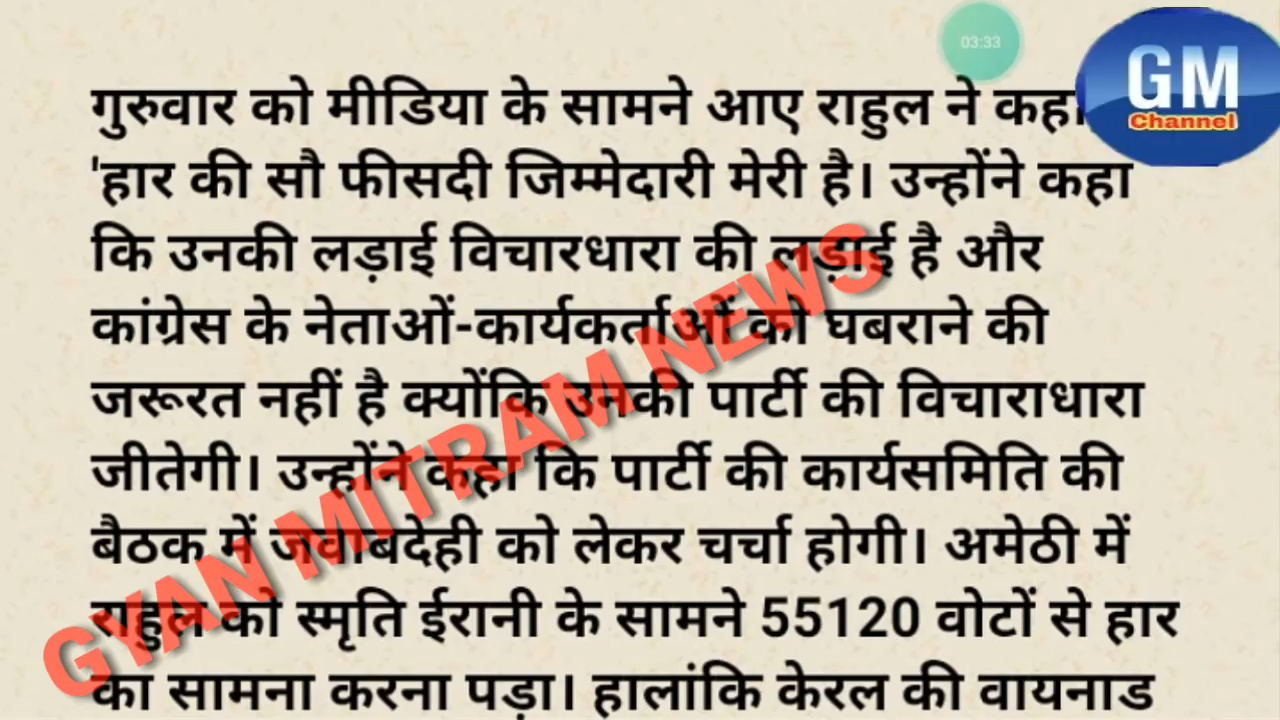 03:33
GM
Channel
गुरुवार को मीडिया के सामने आए राहुल ने कहा
'हार की सौ फीसदी जिम्मेदारी मेरी है। उन्होंने कहा
कि उनकी लड़ाई विचारधारा की लड़ाई है और
कांग्रेस के नेताओं-कार्यकर्ताओं को घबराने की
जरूरत नहीं है क्योंकि उनकी पार्टी की विचाराधारा
जीतेगी। उन्होंने कहा कि पार्टी की कार्यसमिति की
बैठक में जवाबदेही को लेकर चर्चा होगी। अमेठी में
राहुल को स्मृति ईरानी के सामने 55120 वोटों से हार
का सामना करना पड़ा। हालांकि केरल की वायनाड
GYAN MITRAM NEWS